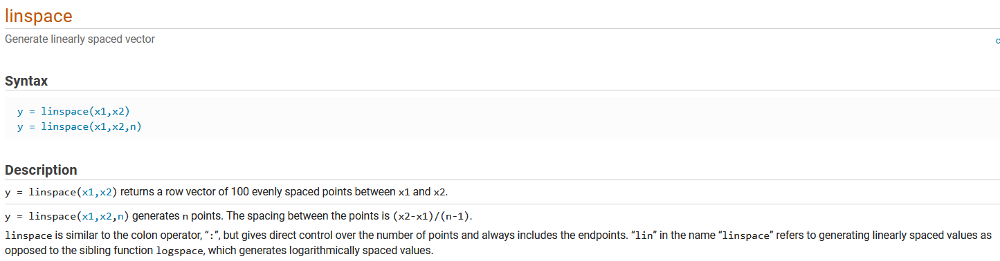 linspace
Generate linearly spaced vector
Syntax
y = linspace(x1,x2)
y = linspace(x1,x2,n)
Description
y = linspace(x1,x2) returns a row vector of 100 evenly spaced points between x1 and x2.
y = linspace(x1,x2,n) generates n points. The spacing between the points is (x2-x1)/(n-1).
linspace is similar to the colon operator, “:”, but gives direct control over the number of points and always includes the endpoints. “lin” in the name “linspace” refers to generating linearly spaced values as
opposed to the sibling function logspace, which generates logarithmically spaced values.